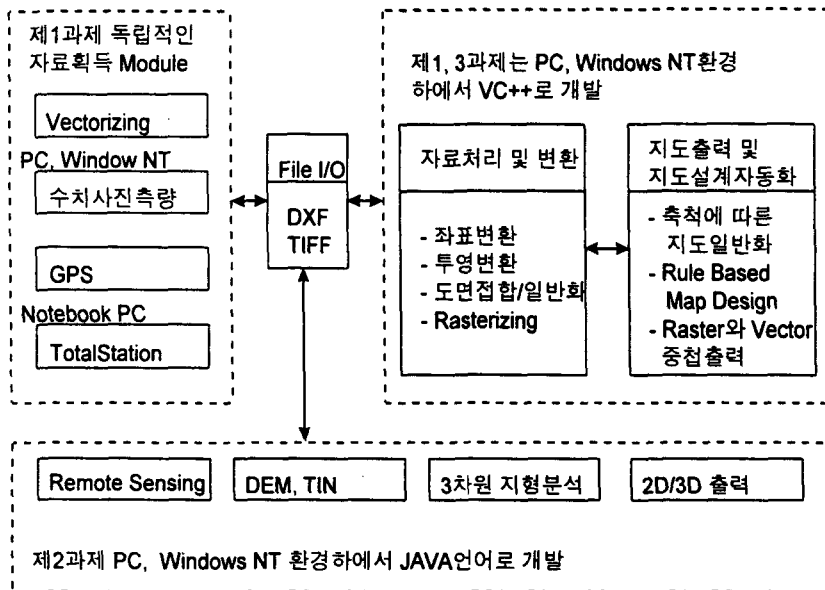 제1과제 독립적인
자료획득 Module
Vectorizing
PC, Window NT
수치사진측량
GPS
Notebook PC
TotalStation
File I/O
DXF
TIFF
제1, 3과제는 PC, Windows NT환경
하에서 VC++로 개발
자료처리 및 변환
- 좌표변환
- 투영변환
- 도면접합/일반화
- Rasterizing
지도출력 및
지도설계자동화
- 축척에 따른
지도일반화
- Rule Based
Map Design
- Raster와 Vector
중첩출력
Remote Sensing
DEM, TIN
3차원 지형분석
2D/3D 출력
제2과제 PC, Windows NT 환경하에서 JAVA언어로 개발